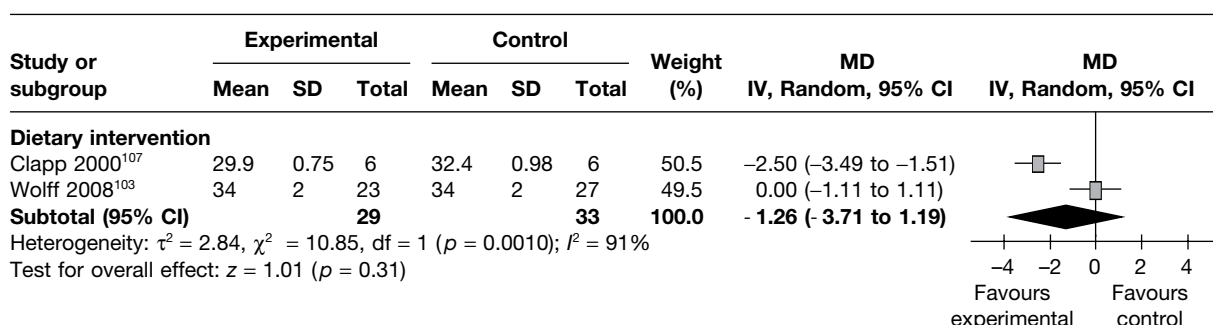 Experimental Control
Study or subgroup Mean SD Total Mean SD Total Weight (%) MD IV, Random, 95% CI MD IV, Random, 95% CI
Dietary intervention
Clapp 2000¹⁰⁷ 29.9 0.75 6 32.4 0.98 6 50.5 −2.50 (−3.49 to −1.51)
Wolff 2008¹⁰³ 34 2 23 34 2 27 49.5 0.00 (−1.11 to 1.11)
Subtotal (95% CI) 29 33 100.0 - 1.26 (- 3.71 to 1.19)
Heterogeneity: τ² = 2.84, χ² = 10.85, df = 1 (p = 0.0010); I² = 91%
Test for overall effect: z = 1.01 (p = 0.31)
−4 −2 0 2 4
Favours experimental Favours control